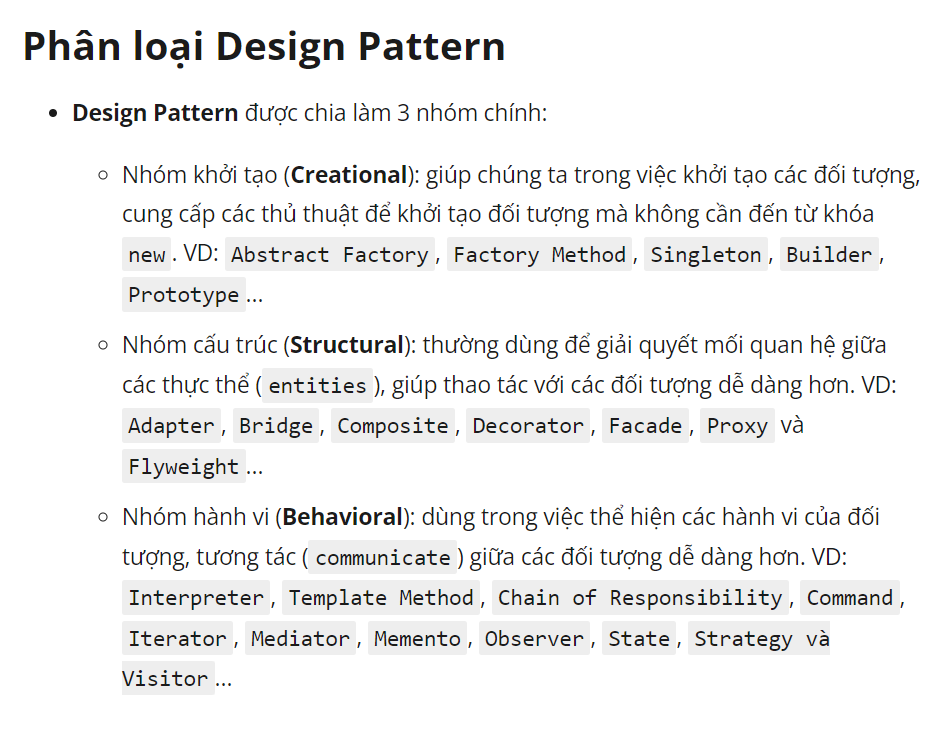 Phân loại Design Pattern
• Design Pattern được chia làm 3 nhóm chính:
◦ Nhóm khởi tạo (Creational): giúp chúng ta trong việc khởi tạo các đối tượng,
cung cấp các thủ thuật để khởi tạo đối tượng mà không cần đến từ khóa
new. VD: Abstract Factory, Factory Method, Singleton, Builder,
Prototype...
◦ Nhóm cấu trúc (Structural): thường dùng để giải quyết mối quan hệ giữa
các thực thể (entities), giúp thao tác với các đối tượng dễ dàng hơn. VD:
Adapter, Bridge, Composite, Decorator, Facade, Proxy và
Flyweight...
◦ Nhóm hành vi (Behavioral): dùng trong việc thể hiện các hành vi của đối
tượng, tương tác (communicate) giữa các đối tượng dễ dàng hơn. VD:
Interpreter, Template Method, Chain of Responsibility, Command,
Iterator, Mediator, Memento, Observer, State, Strategy và
Visitor...